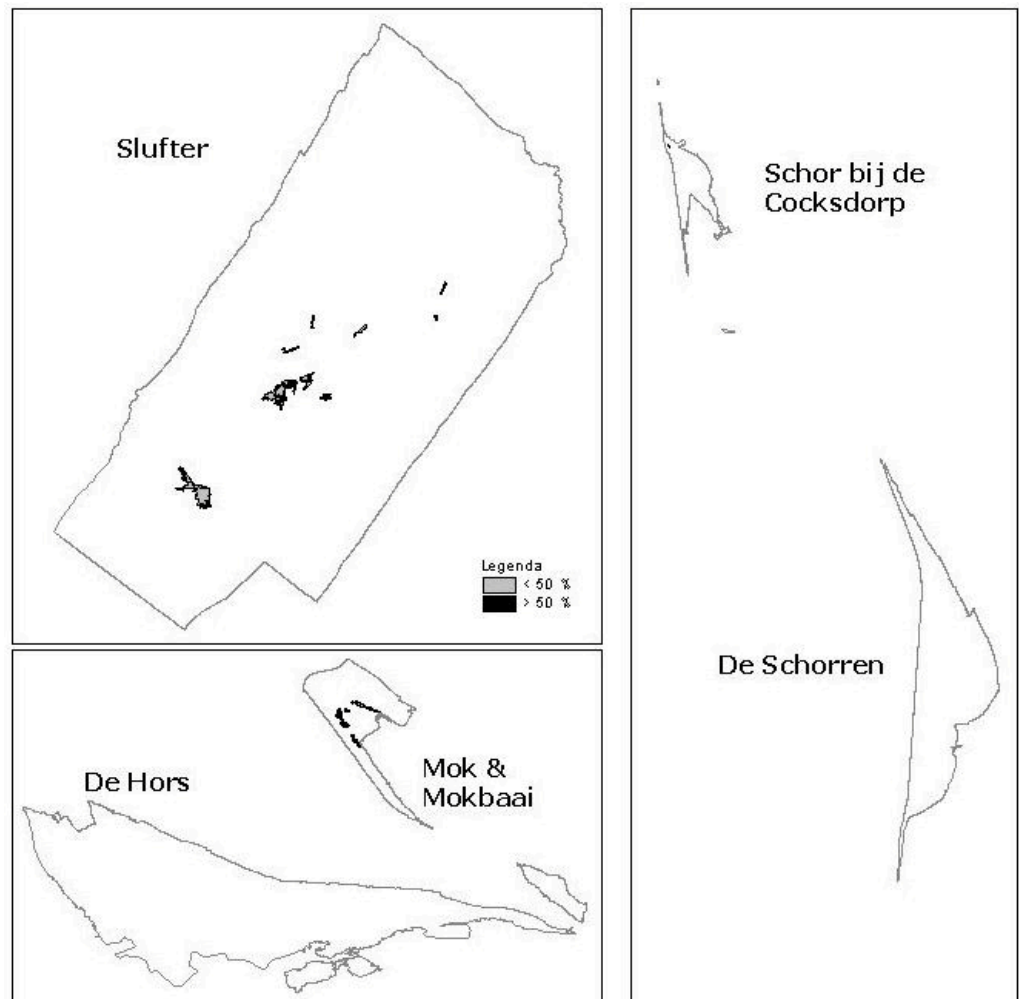 Slufter
Legenda
< 50 %
> 50 %
De Hors
Mok &
Mokbaai
Schor bij de
Cocksdorp
De Schorren